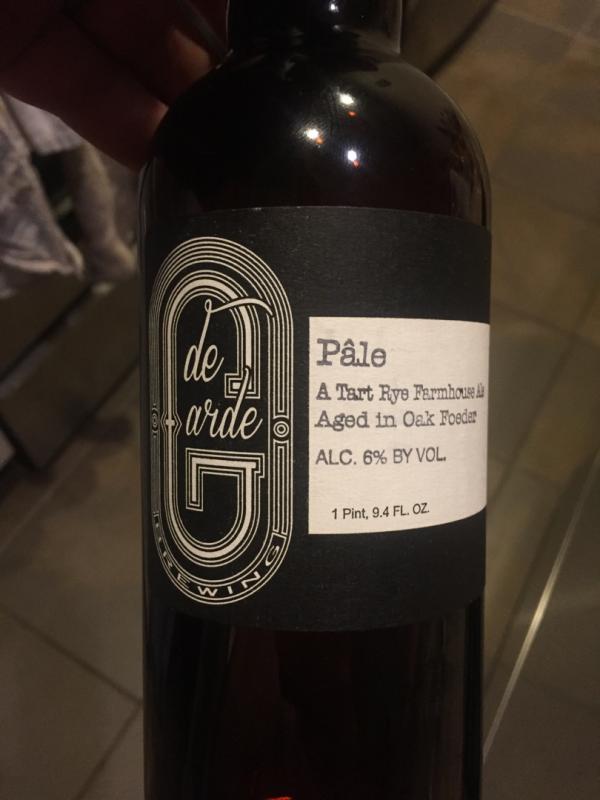 de
Garde
BREWING
Pâle
A Tart Rye Farmhouse Ale
Aged in Oak Foeder
ALC. 6% BY VOL.
1 Pint, 9.4 FL. OZ.